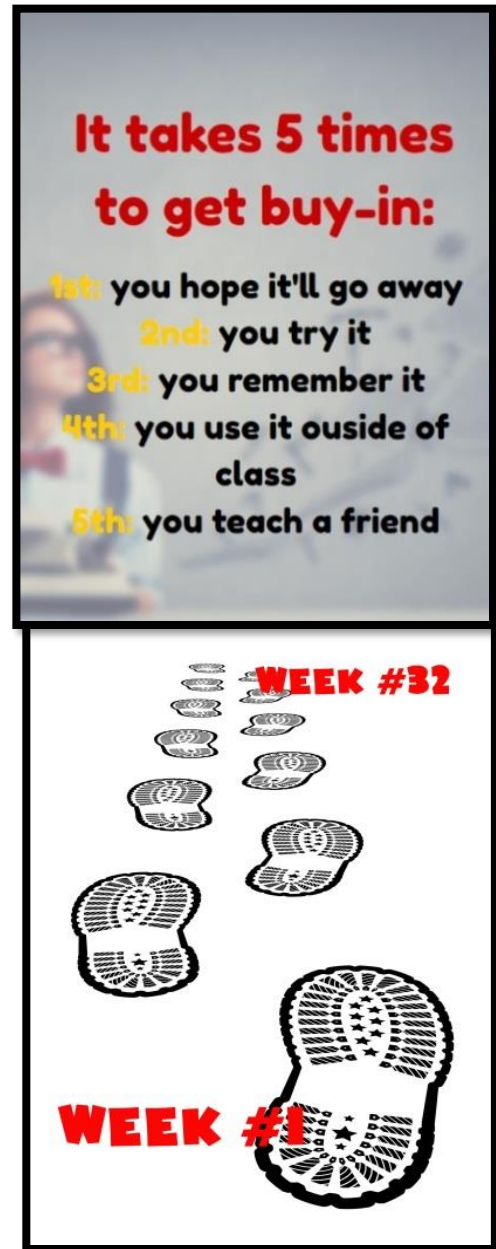 It takes 5 times
to get buy-in:
1st: you hope it'll go away
2nd: you try it
3rd: you remember it
4th: you use it ouside of
class
5th: you teach a friend
WEEK #32
WEEK #1